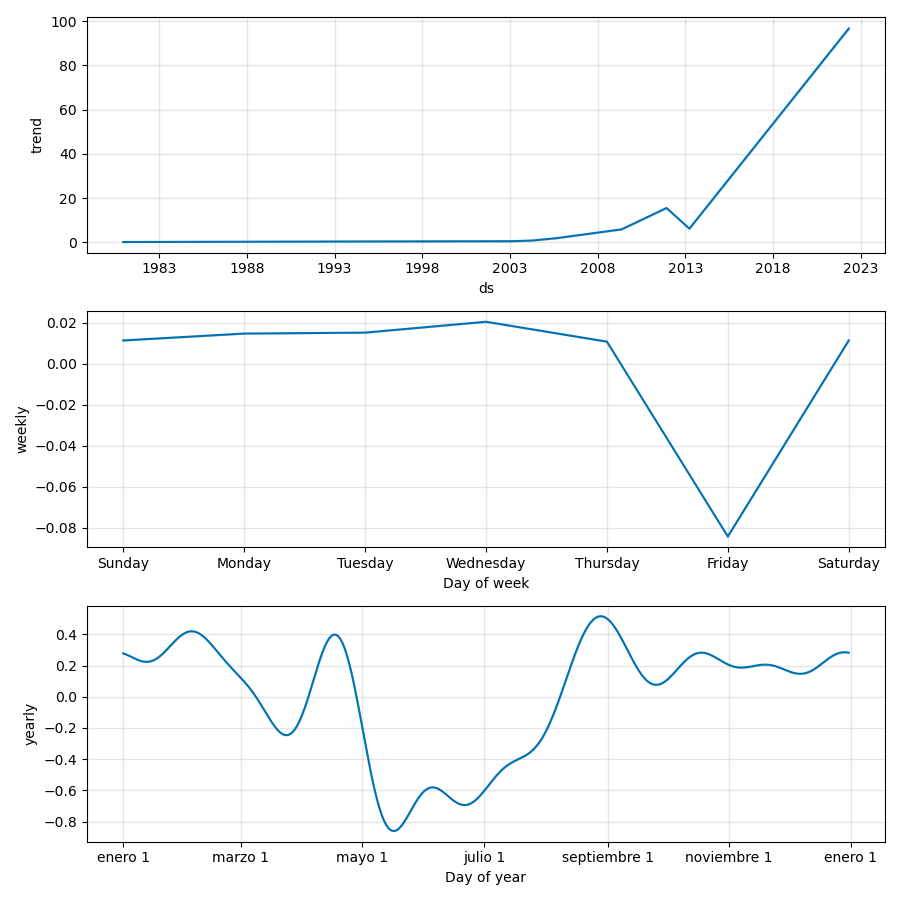 100
80
60
40
20
0
trend
1983 1988 1993 1998 2003 2008 2013 2018 2023
ds
0.02
0.00
−0.02
−0.04
−0.06
−0.08
weekly
Sunday Monday Tuesday Wednesday Thursday Friday Saturday
Day of week
0.4
0.2
0.0
−0.2
−0.4
−0.6
−0.8
yearly
enero 1 marzo 1 mayo 1 julio 1 septiembre 1 noviembre 1 enero 1
Day of year